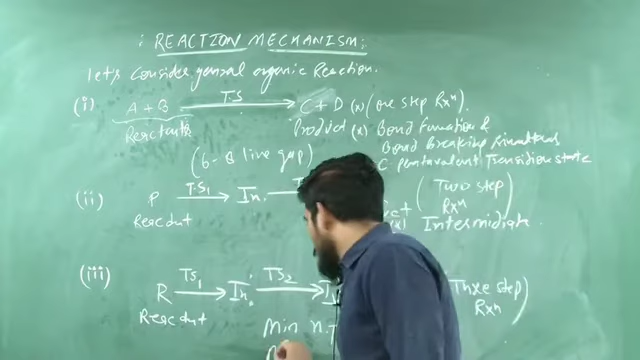 : REACTION MECHANISM:
Let's Consider general organic Reaction.
(i) A + B TS C + D (x) (one step Rxⁿ).
Reactants Product (x) Bond Formation &
Bond Breaking
(6-8 line gap) C. pentavalent Transition state
(ii) P TS1 In. (Two step Rxⁿ)
Reactant (x) Intermidiate
(iii) R TS1 In. TS2 Three step Rxⁿ)
Reactant
Min